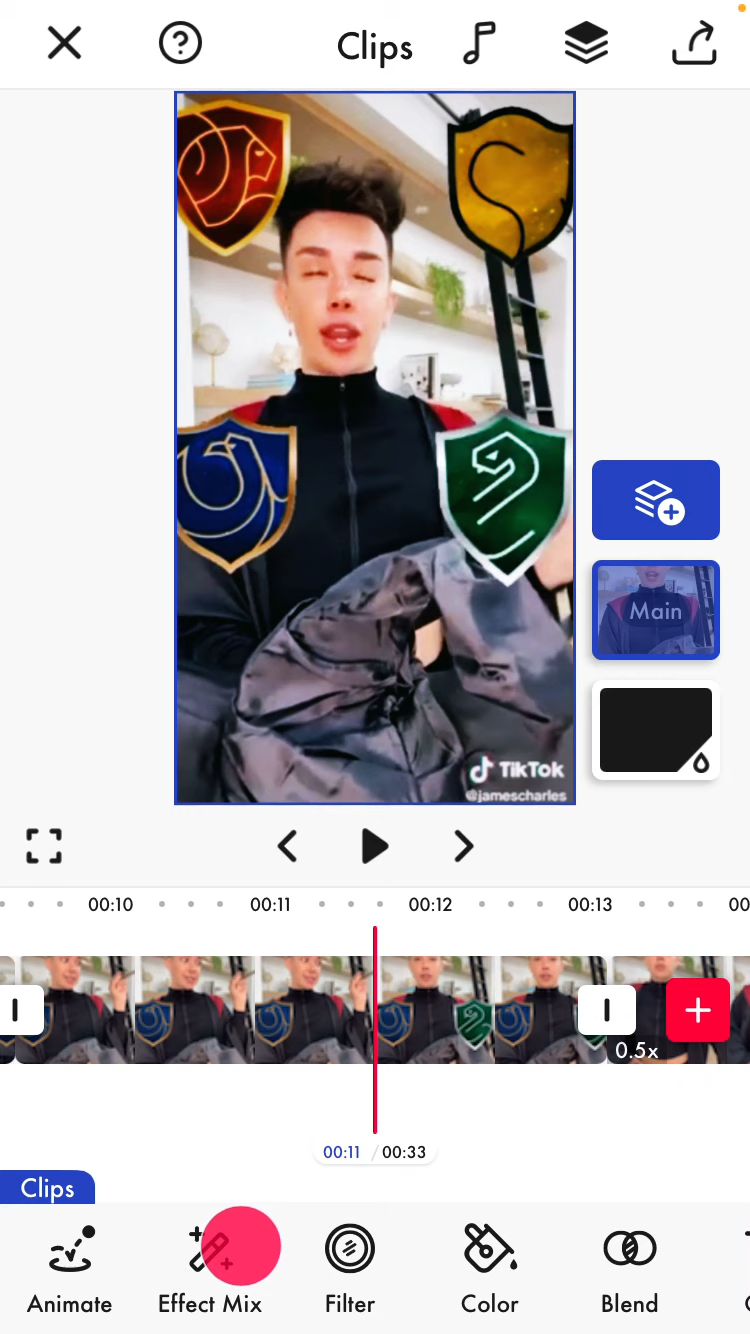 Clips
TikTok
@jamescharles
Main
00:10 00:11 00:12 00:13 00
0.5x
00:11 / 00:33
Clips
Animate Effect Mix Filter Color Blend